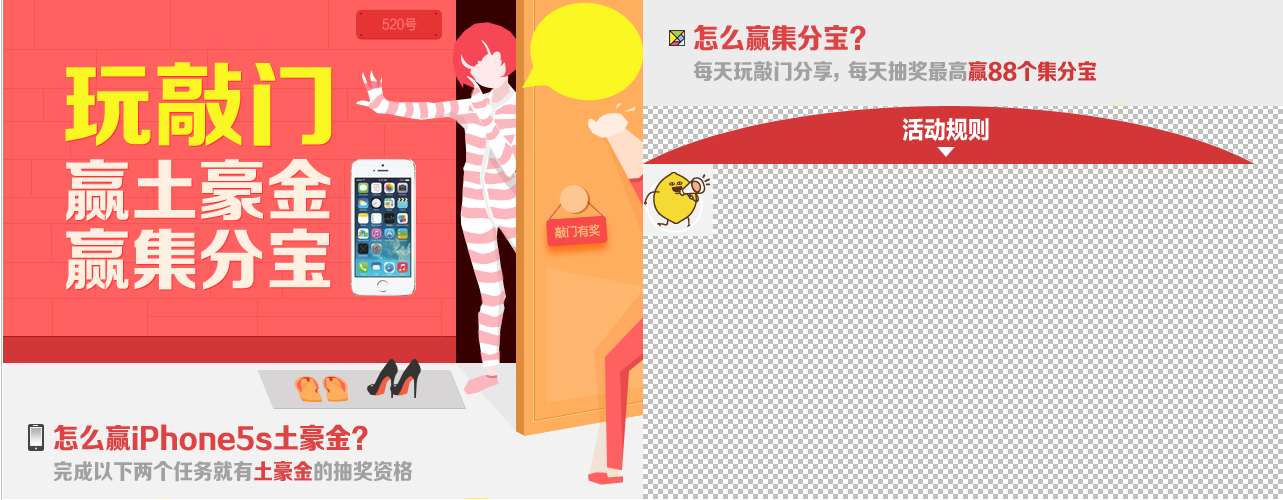 520号
玩敲门
赢土豪金
赢集分宝
敲门有奖
怎么赢iPhone5s土豪金?
完成以下两个任务就有土豪金的抽奖资格
怎么赢集分宝?
每天玩敲门分享, 每天抽奖最高赢88个集分宝
活动规则